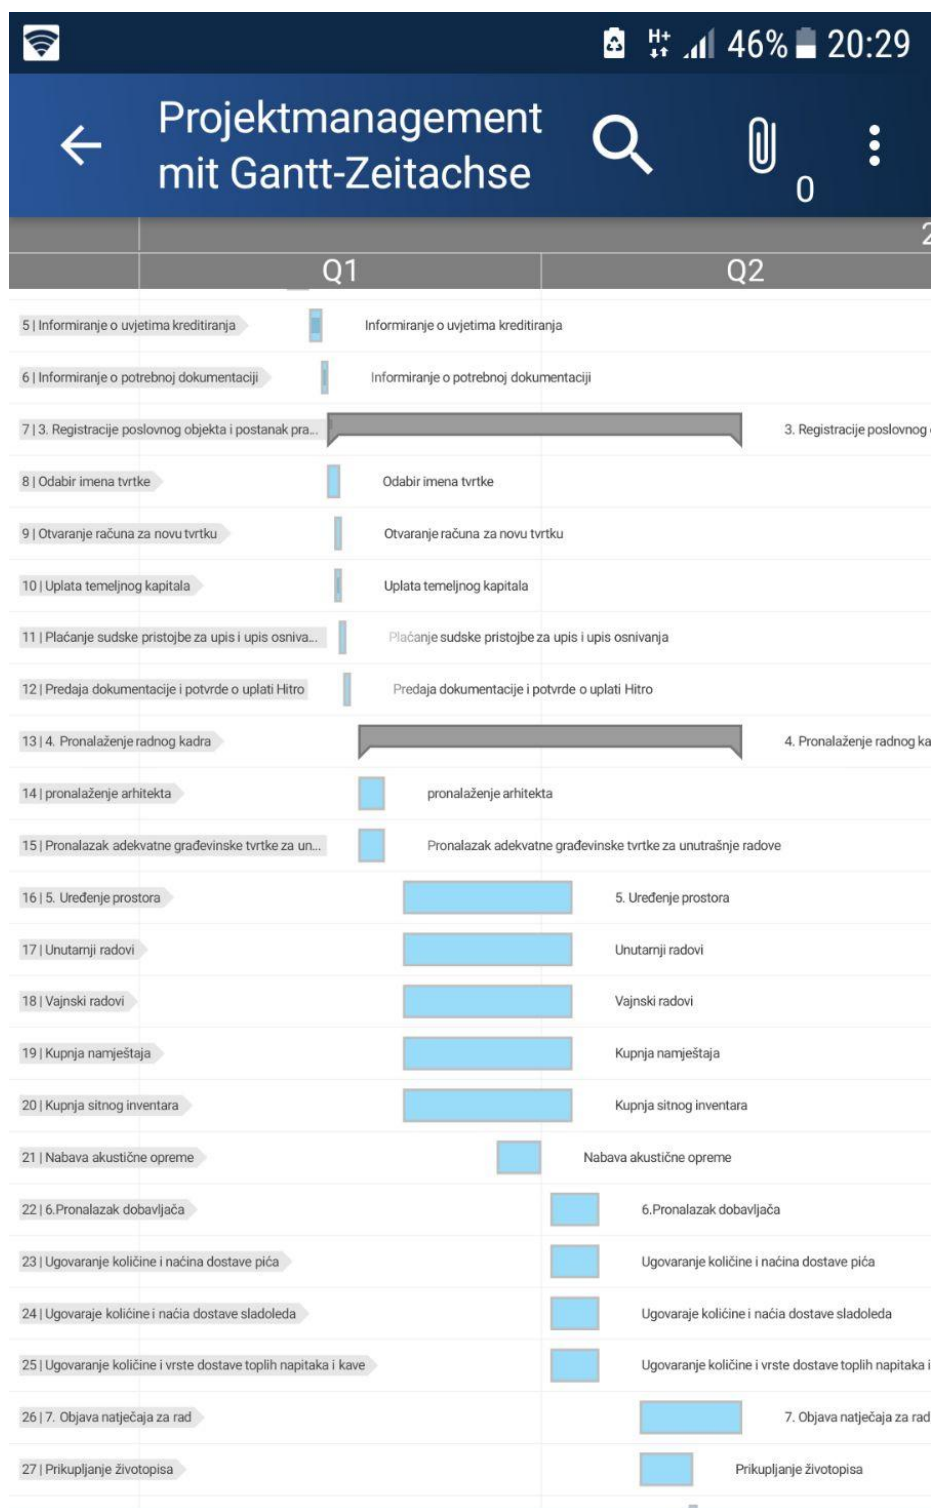 H+ 46% 20:29
Projektmanagement
mit Gantt-Zeitachse
0
Q1 Q2
5 | Informiranje o uvjetima kreditiranja Informiranje o uvjetima kreditiranja
6 | Informiranje o potrebnoj dokumentaciji Informiranje o potrebnoj dokumentaciji
7 | 3. Registracije poslovnog objekta i postanak pra... 3. Registracije poslovnog
8 | Odabir imena tvrtke Odabir imena tvrtke
9 | Otvaranje računa za novu tvrtku Otvaranje računa za novu tvrtku
10 | Uplata temeljnog kapitala Uplata temeljnog kapitala
11 | Plaćanje sudske pristojbe za upis i upis osniva... Plaćanje sudske pristojbe za upis i upis osnivanja
12 | Predaja dokumentacije i potvrde o uplati Hitro Predaja dokumentacije i potvrde o uplati Hitro
13 | 4. Pronalaženje radnog kadra 4. Pronalaženje radnog ka
14 | pronalaženje arhitekta pronalaženje arhitekta
15 | Pronalazak adekvatne građevinske tvrtke za un... Pronalazak adekvatne građevinske tvrtke za unutrašnje radove
16 | 5. Uređenje prostora 5. Uređenje prostora
17 | Unutarnji radovi Unutarnji radovi
18 | Vajnski radovi Vajnski radovi
19 | Kupnja namještaja Kupnja namještaja
20 | Kupnja sitnog inventara Kupnja sitnog inventara
21 | Nabava akustične opreme Nabava akustične opreme
22 | 6.Pronalazak dobavljača 6.Pronalazak dobavljača
23 | Ugovaranje količine i naćina dostave pića Ugovaranje količine i naćina dostave pića
24 | Ugovaraje količine i naćia dostave sladoleda Ugovaraje količine i naćia dostave sladoleda
25 | Ugovaranje količine i vrste dostave toplih napitaka i kave Ugovaranje količine i vrste dostave toplih napitaka i
26 | 7. Objava natječaja za rad 7. Objava natječaja za rad
27 | Prikupljanje životopisa Prikupljanje životopisa